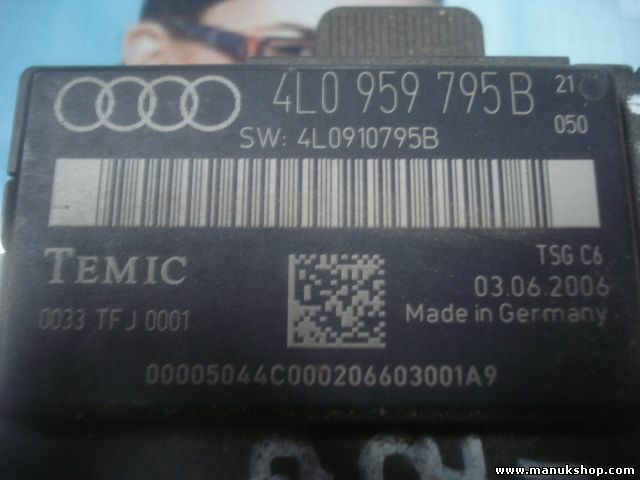 4L0 959 795 B 21
SW: 4L0910795B 050
TEMIC
TSG C6
03.06.2006
0033 TFJ 0001
Made in Germany
00005044C000206603001A9
www.manukshop.com